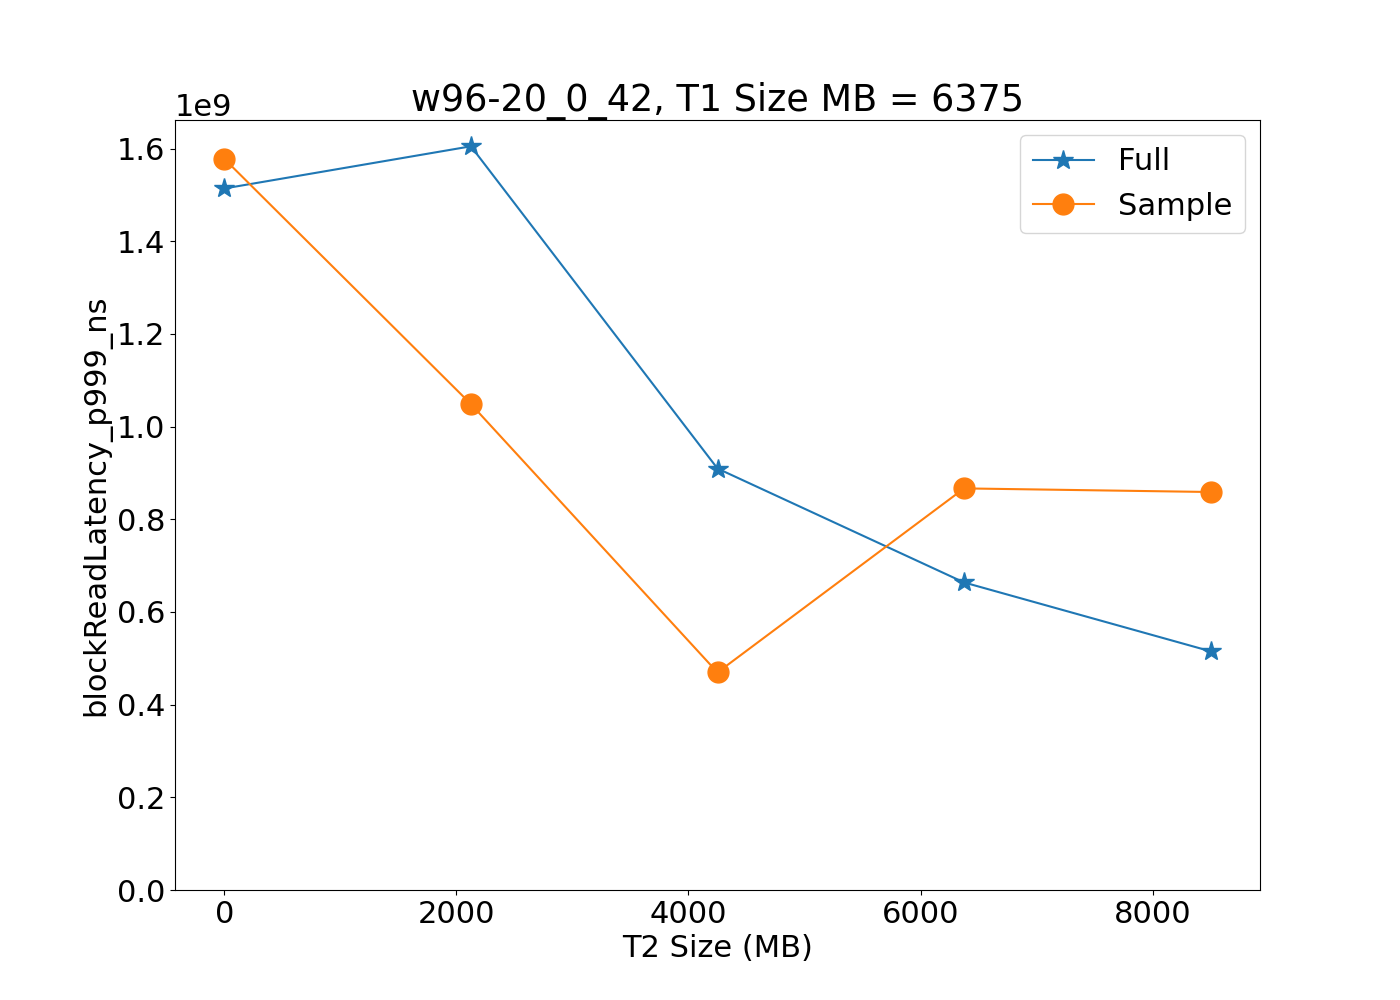 w96-20_0_42, T1 Size MB = 6375
1e9
Full
Sample
1.6
1.4
1.2
1.0
0.8
0.6
0.4
0.2
0.0
blockReadLatency_p999_ns
0 2000 4000 6000 8000
T2 Size (MB)